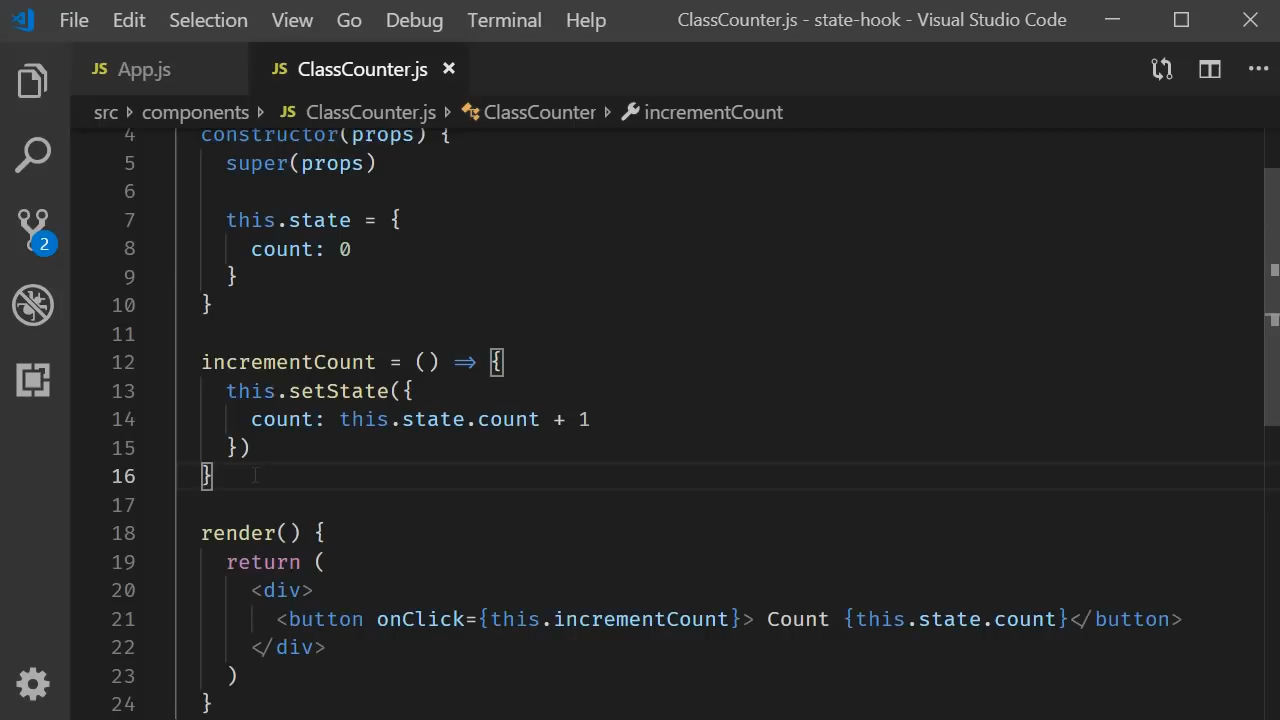 File Edit Selection View Go Debug Terminal Help ClassCounter.js - state-hook - Visual Studio Code
JS App.js JS ClassCounter.js ×
src > components > JS ClassCounter.js > ClassCounter > incrementCount
4 constructor(props) {
5 super(props)
6
7 this.state = {
8 count: 0
9 }
10 }
11
12 incrementCount = () => {
13 this.setState({
14 count: this.state.count + 1
15 })
16 }
17
18 render() {
19 return (
20 <div>
21 <button onClick={this.incrementCount}> Count {this.state.count}</button>
22 </div>
23 )
24 }
2